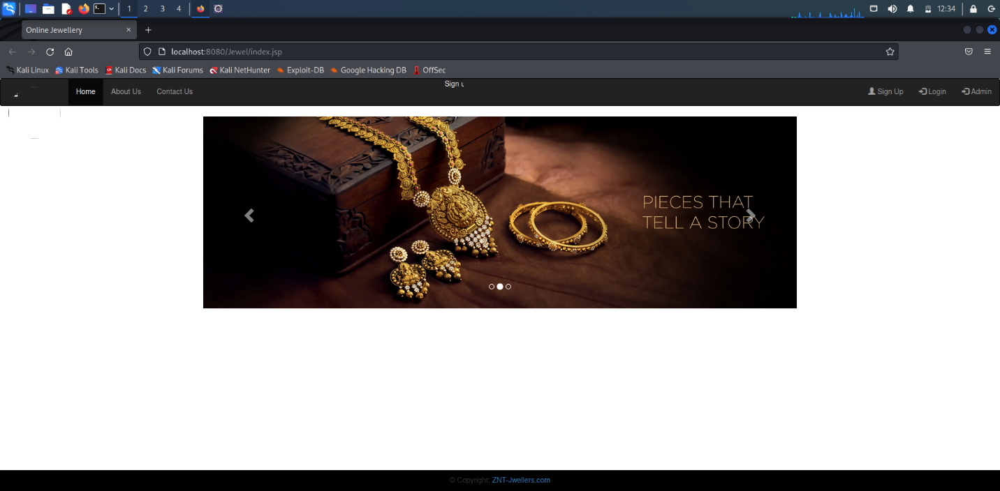 1 2 3 4 12:34
Online Jewellery
localhost:8080/Jewel/index.jsp
Kali Linux Kali Tools Kali Docs Kali Forums Kali NetHunter Exploit-DB Google Hacking DB OffSec
Sign u
Home About Us Contact Us Sign Up Login Admin
PIECES THAT
TELL A STORY
© Copyright: ZNT-Jwellers.com